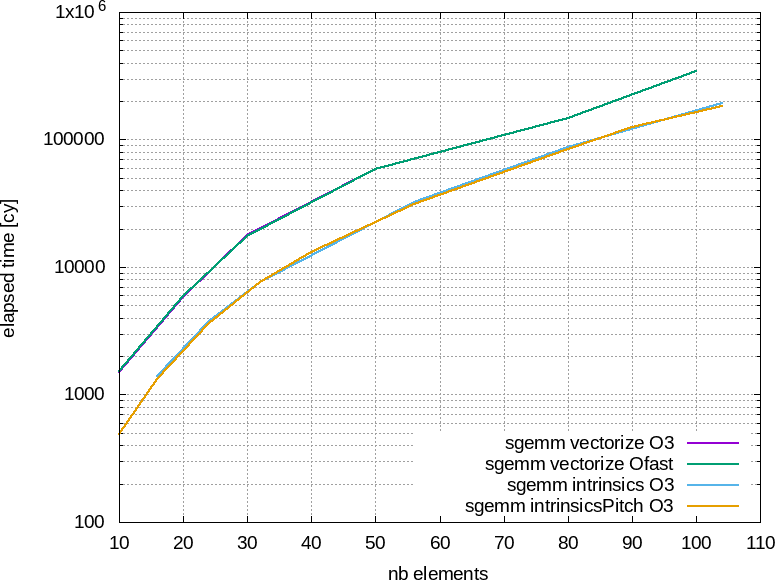 1x10^6
100000
10000
1000
100
elapsed time [cy]
sgemm vectorize O3
sgemm vectorize Ofast
sgemm intrinsics O3
sgemm intrinsicsPitch O3
10 20 30 40 50 60 70 80 90 100 110
nb elements